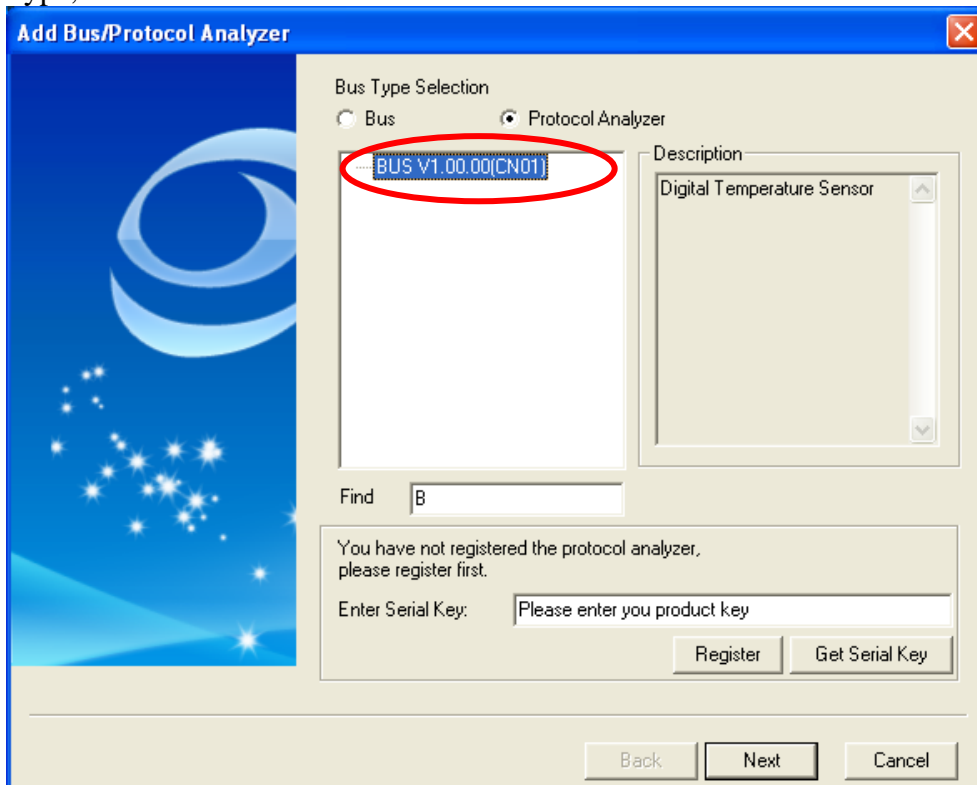 Add Bus/Protocol Analyzer
Bus Type Selection
Bus
Protocol Analyzer
BUS V1.00.00(CN01)
Description
Digital Temperature Sensor
Find
B
You have not registered the protocol analyzer,
please register first.
Enter Serial Key:
Please enter you product key
Register
Get Serial Key
Back
Next
Cancel